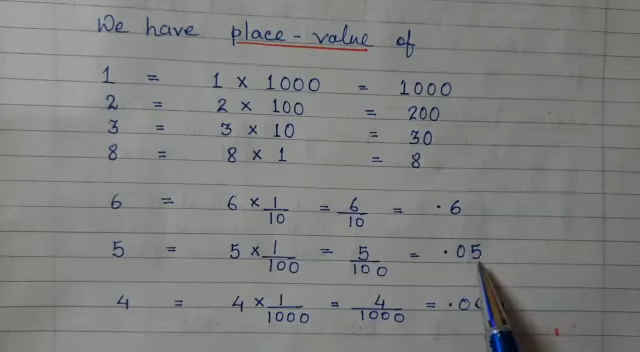 We have place-value of
1 = 1 × 1000 = 1000
2 = 2 × 100 = 200
3 = 3 × 10 = 30
8 = 8 × 1 = 8
6 = 6 × 1/10 = 6/10 = .6
5 = 5 × 1/100 = 5/100 = .05
4 = 4 × 1/1000 = 4/1000 =